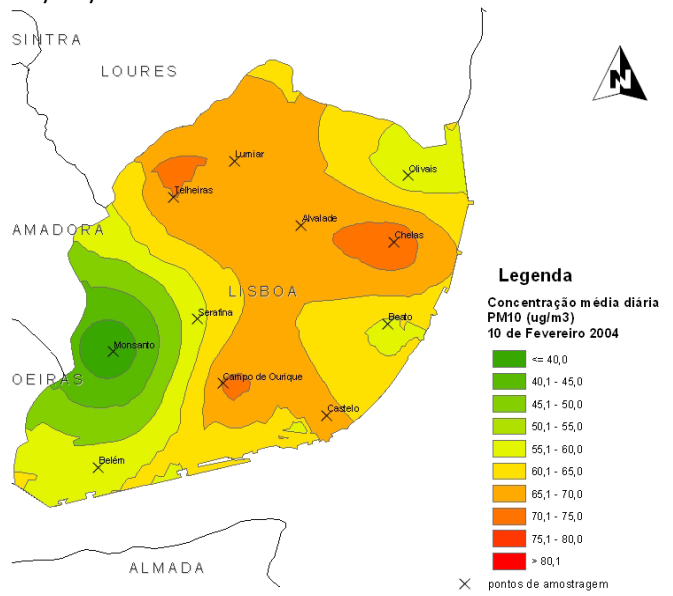 SINTRA
LOURES
N
Lumiar
Telheiras
Olivais
Alvalade
Chelas
AMADORA
LISBOA
Serafina
Beato
Monsanto
OEIRAS
Campo de Ourique
Castelo
Belém
ALMADA
Legenda
Concentração média diária
PM10 (ug/m3)
10 de Fevereiro 2004
<= 40,0
40,1 - 45,0
45,1 - 50,0
50,1 - 55,0
55,1 - 60,0
60,1 - 65,0
65,1 - 70,0
70,1 - 75,0
75,1 - 80,0
> 80,1
pontos de amostragem